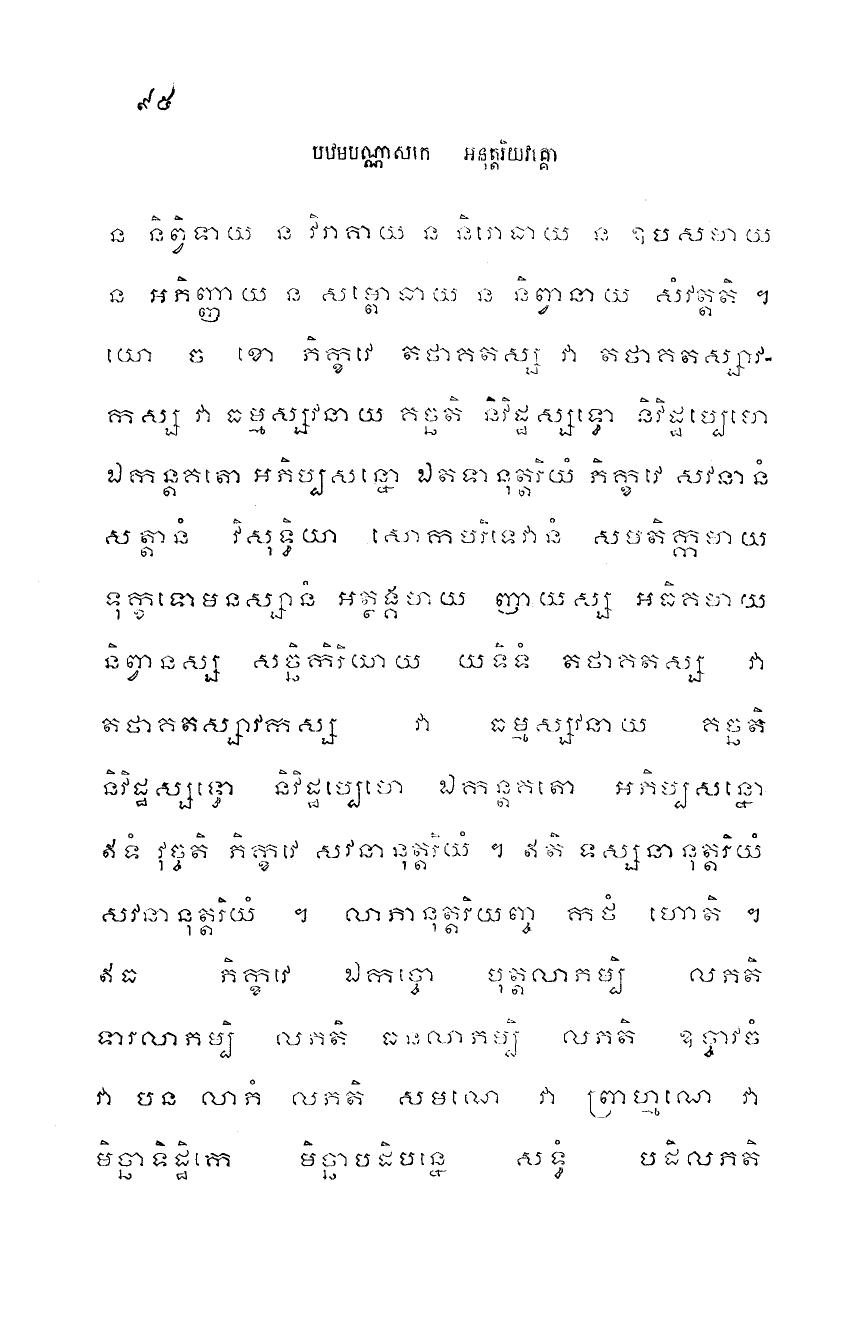 ៩៥
បឋមបណ្ណាសកេ អនុត្តរិយវគ្គោ
ន និព្វិទាយ ន វិរាគាយ ន និរោធាយ ន ឧបសមាយ
ន អភិញ្ញាយ ន សម្ពោធាយ ន និព្វានាយ សំវត្តតិ ។
យោ ច ខោ ភិក្ខវេ តថាគតស្ស វា តថាគតស្សាវ-
កស្ស វា ធម្មស្សវនាយ គច្ឆតិ និវិដ្ឋស្សទ្ធោ និវិដ្ឋប្បេមោ
ឯកន្តគតោ អភិប្បសន្នោ ឯតទានុត្តរិយំ ភិក្ខវេ សវនានំ
សត្តានំ វិសុទ្ធិយា សោកបរិទេវានំ សមតិក្កមាយ
ទុក្ខទោមនស្សានំ អត្ថង្គមាយ ញាយស្ស អធិគមាយ
និព្វានស្ស សច្ឆិកិរិយាយ យទិទំ តថាគតស្ស វា
តថាគតស្សាវកស្ស វា ធម្មស្សវនាយ គច្ឆតិ
និវិដ្ឋស្សន្ធោ និវិដ្ឋប្បេមោ ឯកន្តគតោ អភិប្បសន្នោ
ឥទំ វុច្ចតិ ភិក្ខវេ សវនានុត្តរិយំ ។ ឥតិ ទស្សនានុត្តរិយំ
សវនានុត្តរិយំ ។ លាភានុត្តរិយញ្ច កថំ ហោតិ ។
ឥធ ភិក្ខវេ ឯកច្ចោ បុត្តលាភម្បិ លភតិ
ទារលាភម្បិ លភតិ ធនលាភម្បិ លភតិ ឧច្ចាវចំ
វា បន លាភំ លភតិ សមណេ វា ព្រាហ្មណេ វា
មិច្ឆាទិដ្ឋិកេ មិច្ឆាបដិបន្នេ សទ្ធំ បដិលភតិ